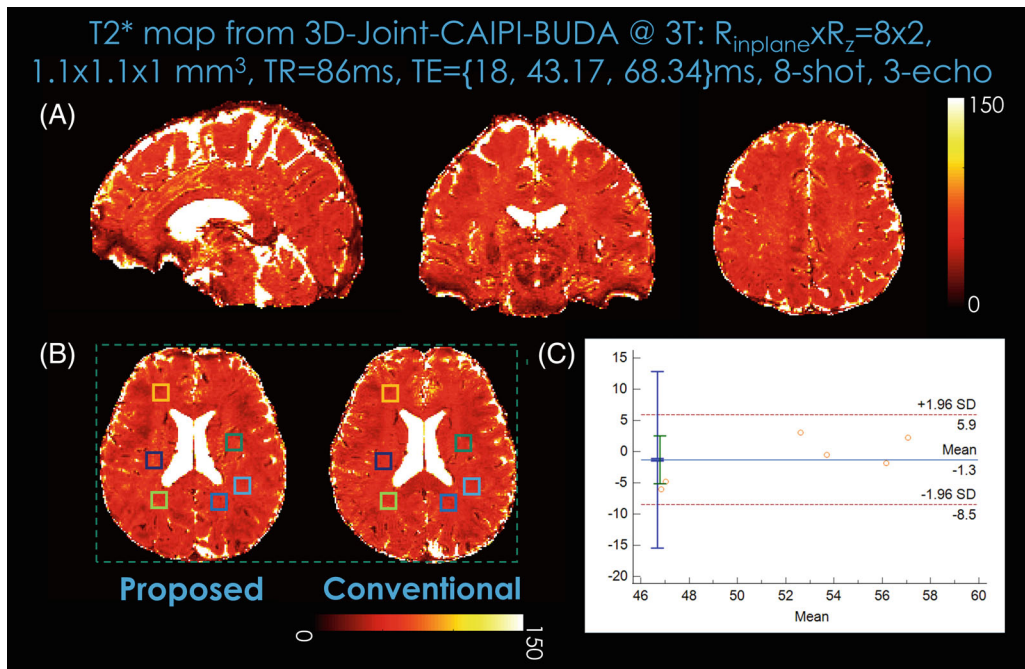 T2* map from 3D-Joint-CAIPI-BUDA @ 3T: RinplanexRz=8x2,
1.1x1.1x1 mm³, TR=86ms, TE={18, 43.17, 68.34}ms, 8-shot, 3-echo
(A)
150
0
(B)
(C)
15
10
5
0
-5
-10
-15
-20
+1.96 SD
5.9
Mean
-1.3
-1.96 SD
-8.5
46 48 50 52 54 56 58 60
Mean
Proposed Conventional
0 150